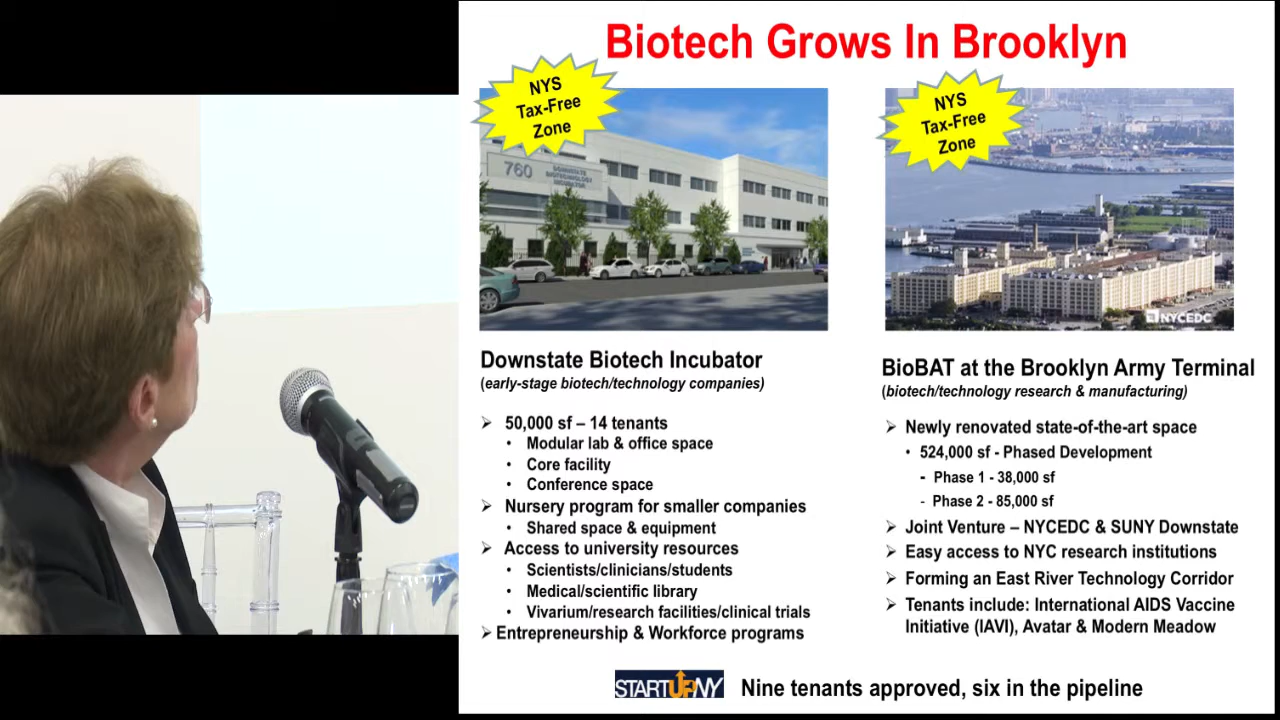 Biotech Grows In Brooklyn
NYS
Tax-Free
Zone
760
DOWNSTATE
BIOTECHNOLOGY
INCUBATOR
NYS
Tax-Free
Zone
NYCEDC
Downstate Biotech Incubator
(early-stage biotech/technology companies)
➢ 50,000 sf – 14 tenants
• Modular lab & office space
• Core facility
• Conference space
➢ Nursery program for smaller companies
• Shared space & equipment
➢ Access to university resources
• Scientists/clinicians/students
• Medical/scientific library
• Vivarium/research facilities/clinical trials
➢ Entrepreneurship & Workforce programs
BioBAT at the Brooklyn Army Terminal
(biotech/technology research & manufacturing)
➢ Newly renovated state-of-the-art space
• 524,000 sf - Phased Development
- Phase 1 - 38,000 sf
- Phase 2 - 85,000 sf
➢ Joint Venture – NYCEDC & SUNY Downstate
➢ Easy access to NYC research institutions
➢ Forming an East River Technology Corridor
➢ Tenants include: International AIDS Vaccine
Initiative (IAVI), Avatar & Modern Meadow
STARTUPNY
Nine tenants approved, six in the pipeline